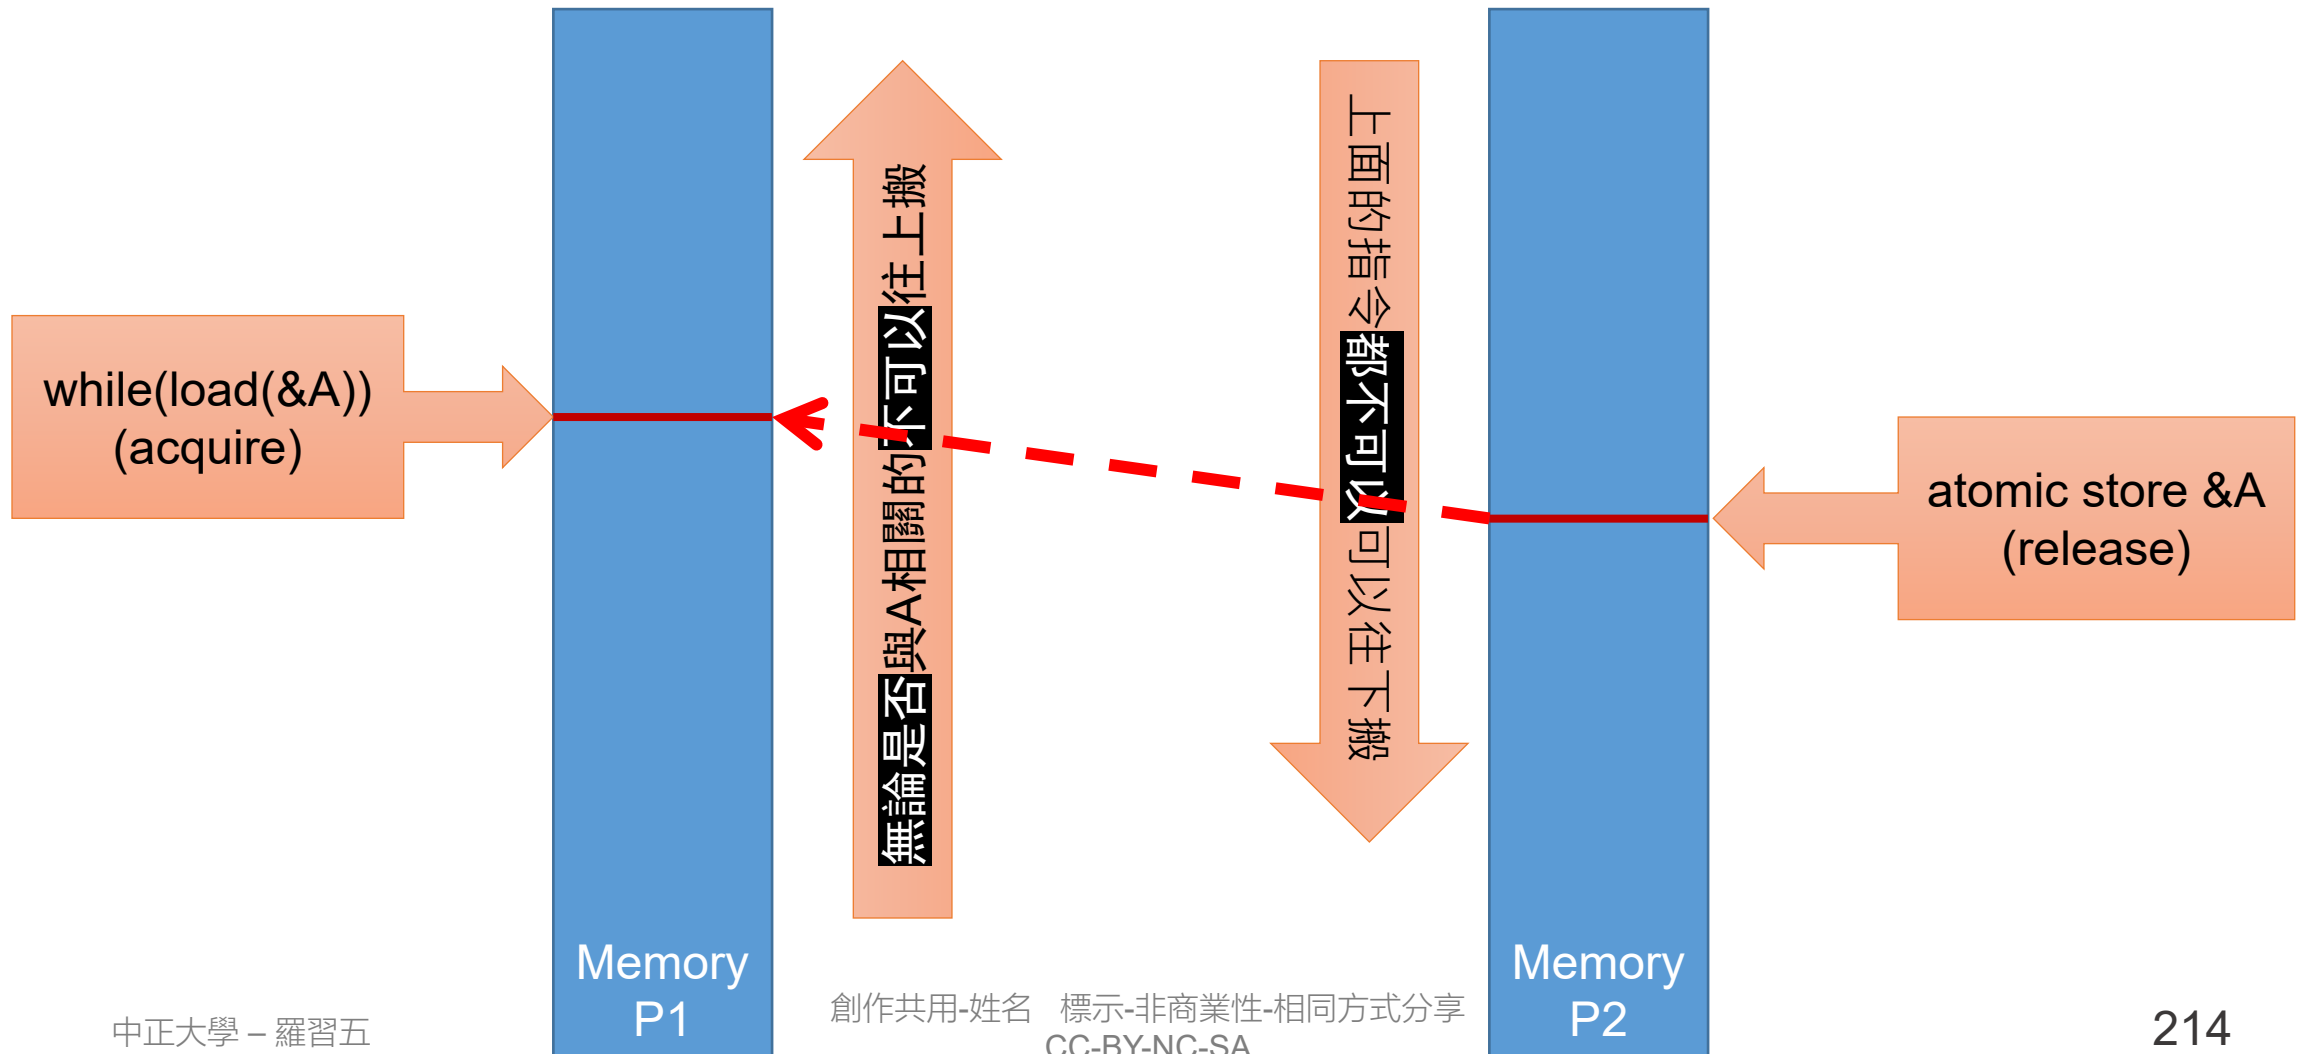 while(load(&A))
(acquire)
無論是否與A相關的不可以往上搬
上面的指令都不可以可以往下搬
atomic store &A
(release)
Memory
P1
Memory
P2
中正大學 – 羅習五
創作共用-姓名 標示-非商業性-相同方式分享
CC-BY-NC-SA
214